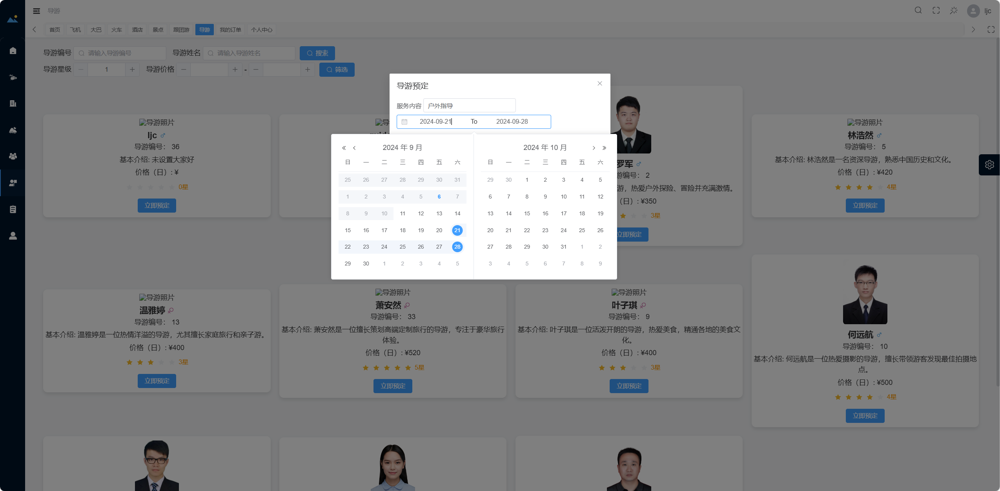 导游
ljc
首页 飞机 大巴 火车 酒店 景点 跟团游 导游 我的订单 个人中心
导游编号 请输入导游编号 导游姓名 请输入导游姓名 搜索
导游星级 1 导游价格 - 筛选
导游预定
服务内容 户外指导
2024-09-21 To 2024-09-28
2024 年 9 月
日 一 二 三 四 五 六
25 26 27 28 29 30 31
1 2 3 4 5 6 7
8 9 10 11 12 13 14
15 16 17 18 19 20 21
22 23 24 25 26 27 28
29 30 1 2 3 4 5
2024 年 10 月
日 一 二 三 四 五 六
29 30 1 2 3 4 5
6 7 8 9 10 11 12
13 14 15 16 17 18 19
20 21 22 23 24 25 26
27 28 29 30 31 1 2
3 4 5 6 7 8 9
导游照片
ljc
导游编号： 36
基本介绍: 未设置大家好
价格（日）: ¥
0星
立即预定
罗军
游编号： 2
游，热爱户外探险、冒险并充满激情。
（日）: ¥350
3星
立即预定
导游照片
林浩然
导游编号： 5
基本介绍: 林浩然是一名资深导游，熟悉中国历史和文化。
价格（日）: ¥420
4星
立即预定
导游照片
温雅婷
导游编号： 13
基本介绍: 温雅婷是一位热情洋溢的导游，尤其擅长家庭旅行和亲子游。
价格（日）: ¥400
3星
立即预定
导游照片
萧安然
导游编号： 33
基本介绍: 萧安然是一位擅长策划高端定制旅行的导游，专注于豪华旅行
体验。
价格（日）: ¥520
5星
立即预定
导游照片
叶子琪
导游编号： 9
基本介绍: 叶子琪是一位活泼开朗的导游，热爱美食，精通各地的美食文
化。
价格（日）: ¥400
3星
立即预定
何远航
导游编号： 10
基本介绍: 何远航是一位热爱摄影的导游，擅长带领游客发现最佳拍摄地
点。
价格（日）: ¥500
4星
立即预定